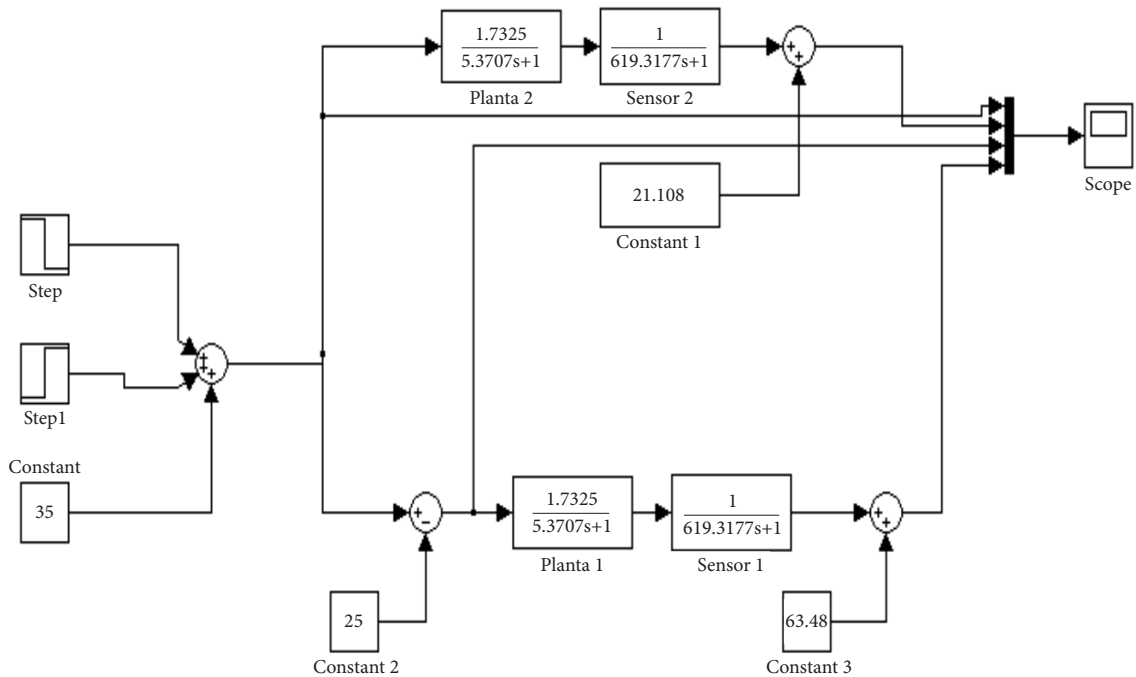 1.7325
5.3707s+1
Planta 2
1
619.3177s+1
Sensor 2
+
+
21.108
Constant 1
Scope
Step
Step1
+
+
+
Constant
35
+
−
25
Constant 2
1.7325
5.3707s+1
Planta 1
1
619.3177s+1
Sensor 1
+
+
63.48
Constant 3